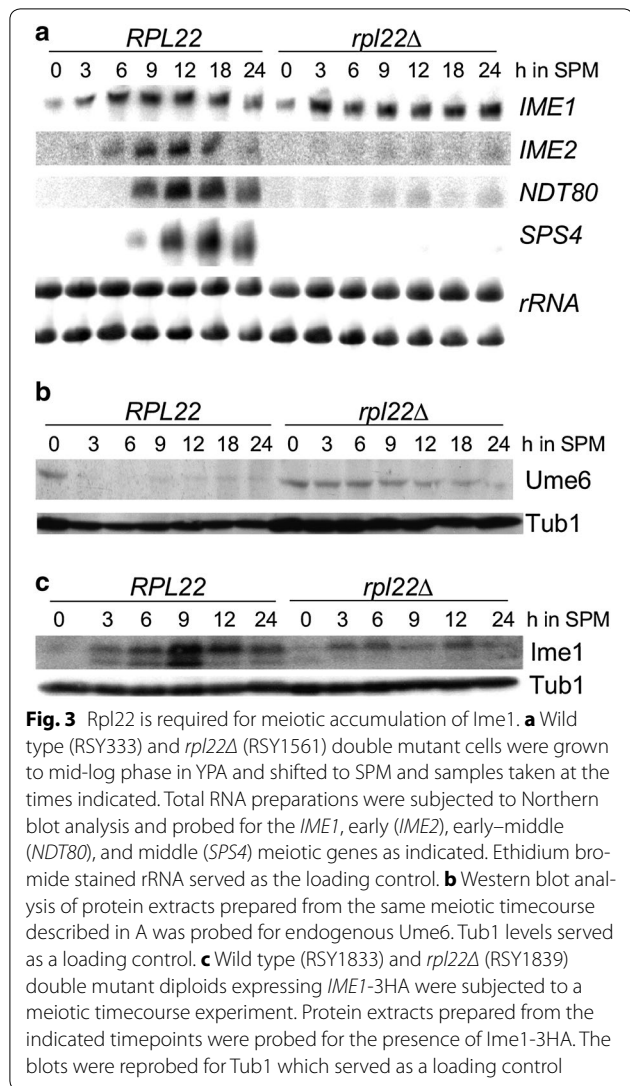 a
RPL22 rpl22Δ
0 3 6 9 12 18 24 0 3 6 9 12 18 24 h in SPM
IME1
IME2
NDT80
SPS4
rRNA
b
RPL22 rpl22Δ
0 3 6 9 12 18 24 0 3 6 9 12 18 24 h in SPM
Ume6
Tub1
c
RPL22 rpl22Δ
0 3 6 9 12 24 0 3 6 9 12 24 h in SPM
Ime1
Tub1
Fig. 3 Rpl22 is required for meiotic accumulation of Ime1. a Wild
type (RSY333) and rpl22Δ (RSY1561) double mutant cells were grown
to mid-log phase in YPA and shifted to SPM and samples taken at the
times indicated. Total RNA preparations were subjected to Northern
blot analysis and probed for the IME1, early (IME2), early–middle
(NDT80), and middle (SPS4) meiotic genes as indicated. Ethidium bro-
mide stained rRNA served as the loading control. b Western blot anal-
ysis of protein extracts prepared from the same meiotic timecourse
described in A was probed for endogenous Ume6. Tub1 levels served
as a loading control. c Wild type (RSY1833) and rpl22Δ (RSY1839)
double mutant diploids expressing IME1-3HA were subjected to a
meiotic timecourse experiment. Protein extracts prepared from the
indicated timepoints were probed for the presence of Ime1-3HA. The
blots were reprobed for Tub1 which served as a loading control